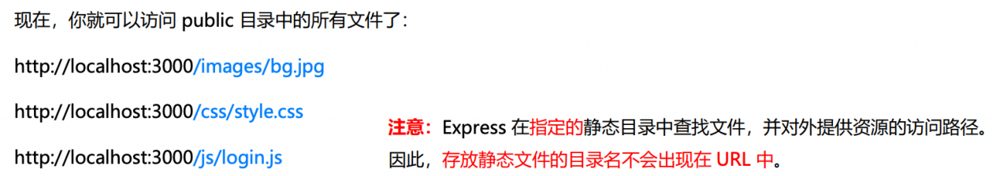 现在，你就可以访问 public 目录中的所有文件了：
http://localhost:3000/images/bg.jpg
http://localhost:3000/css/style.css
http://localhost:3000/js/login.js
注意：Express 在指定的静态目录中查找文件，并对外提供资源的访问路径。
因此，存放静态文件的目录名不会出现在 URL 中。